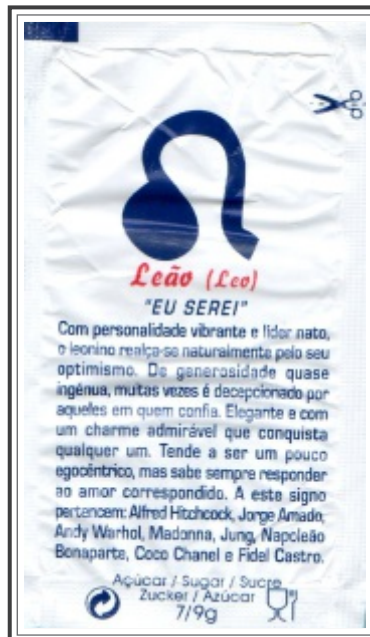 Leão (Leo)
"EU SEREI"
Com personalidade vibrante e líder nato,
o leonino realça-se naturalmente pelo seu
optimismo. De generosidade quase
ingénua, muitas vezes é decepcionado por
aqueles em quem confia. Elegante e com
um charme admirável que conquista
qualquer um. Tende a ser um pouco
egocêntrico, mas sabe sempre responder
ao amor correspondido. A este signo
pertencem: Alfred Hitchcock, Jorge Amado,
Andy Warhol, Madonna, Jung, Napoleão
Bonaparte, Coco Chanel e Fidel Castro.
Açúcar / Sugar / Sucre
Zucker / Azúcar
7/9g